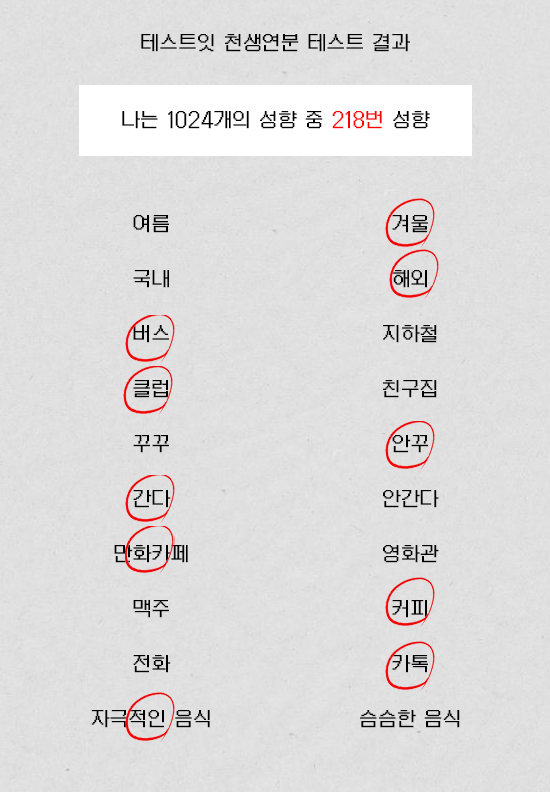 테스트잇 천생연분 테스트 결과
나는 1024개의 성향 중 218번 성향
여름 겨울
국내 해외
버스 지하철
클럽 친구집
꾸꾸 안꾸
간다 안간다
만화카페 영화관
맥주 커피
전화 카톡
자극적인 음식 슴슴한 음식